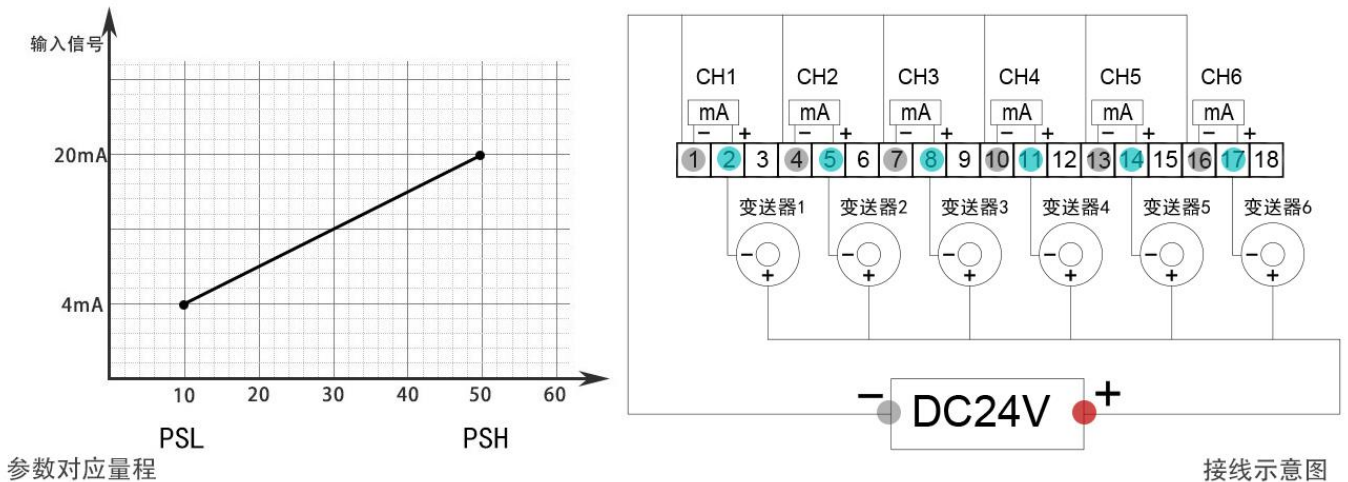 输入信号
20mA
4mA
10 20 30 40 50 60
PSL PSH
参数对应量程
CH1 CH2 CH3 CH4 CH5 CH6
mA mA mA mA mA mA
− + − + − + − + − + − +
1 2 3 4 5 6 7 8 9 10 11 12 13 14 15 16 17 18
变送器1 变送器2 变送器3 变送器4 变送器5 变送器6
− − − − − −
+ + + + + +
− DC24V +
接线示意图